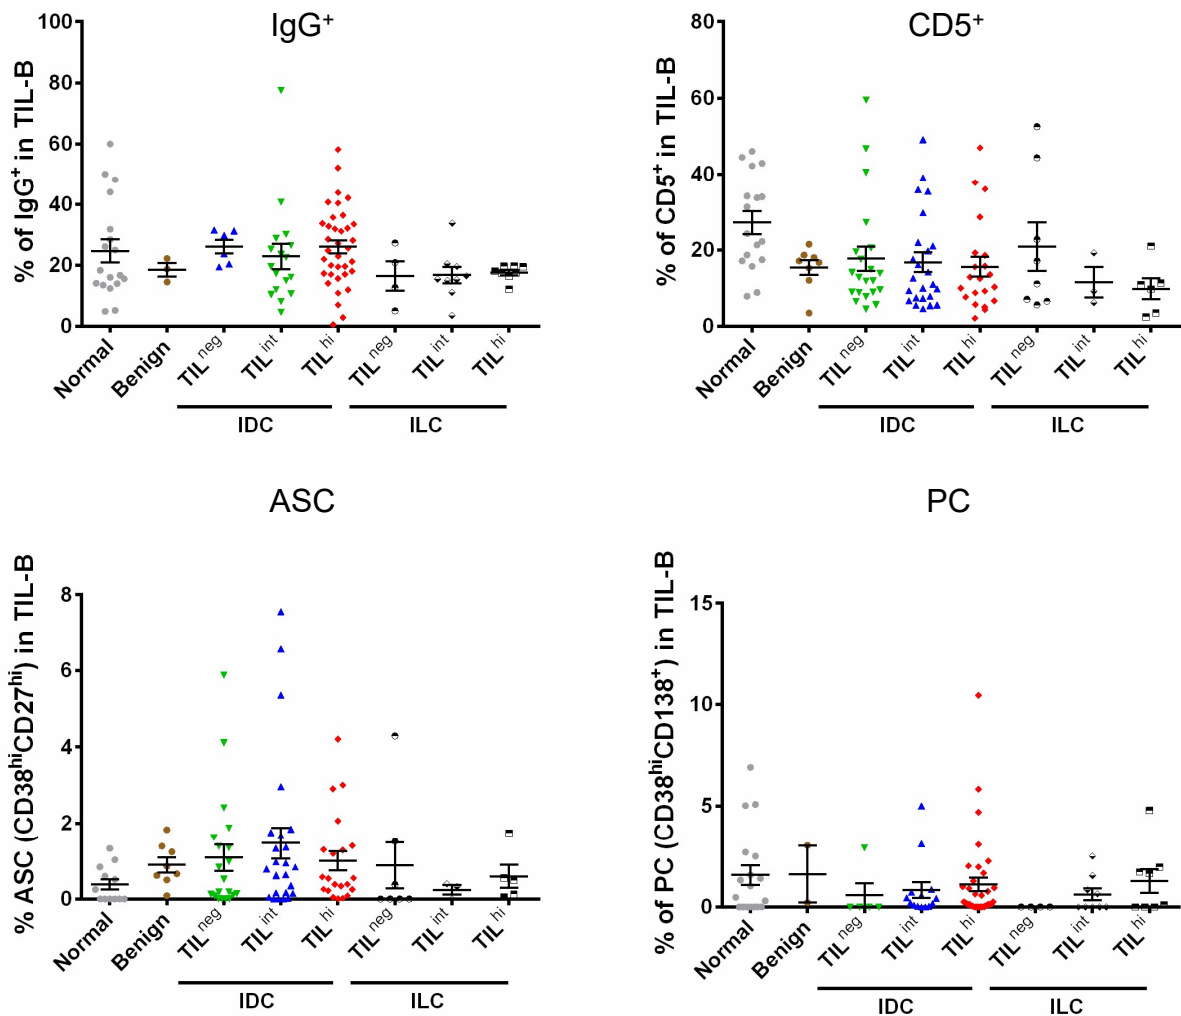 IgG⁺
% of IgG⁺ in TIL-B
100
80
60
40
20
0
Normal
Benign
TIL^neg
TIL^int
TIL^hi
TIL^neg
TIL^int
TIL^hi
IDC
ILC
CD5⁺
% of CD5⁺ in TIL-B
80
60
40
20
0
Normal
Benign
TIL^neg
TIL^int
TIL^hi
TIL^neg
TIL^int
TIL^hi
IDC
ILC
ASC
% ASC (CD38^hiCD27^hi) in TIL-B
8
6
4
2
0
Normal
Benign
TIL^neg
TIL^int
TIL^hi
TIL^neg
TIL^int
TIL^hi
IDC
ILC
PC
% of PC (CD38^hiCD138⁺) in TIL-B
15
10
5
0
Normal
Benign
TIL^neg
TIL^int
TIL^hi
TIL^neg
TIL^int
TIL^hi
IDC
ILC